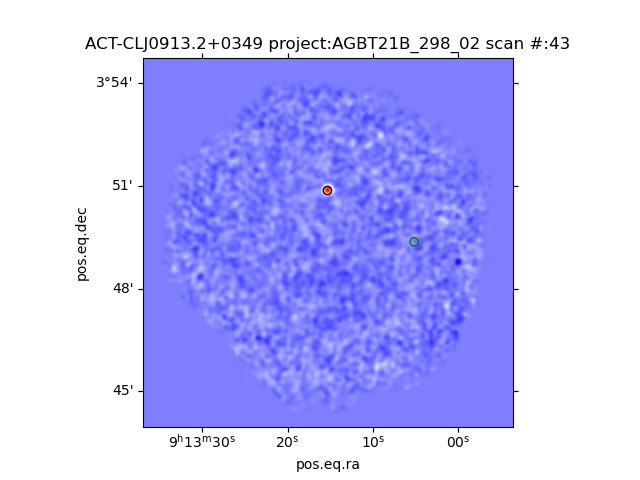 ACT-CLJ0913.2+0349 project:AGBT21B_298_02 scan #:43
3°54'
51'
48'
45'
pos.eq.dec
9ʰ13ᵐ30ˢ 20ˢ 10ˢ 00ˢ
pos.eq.ra